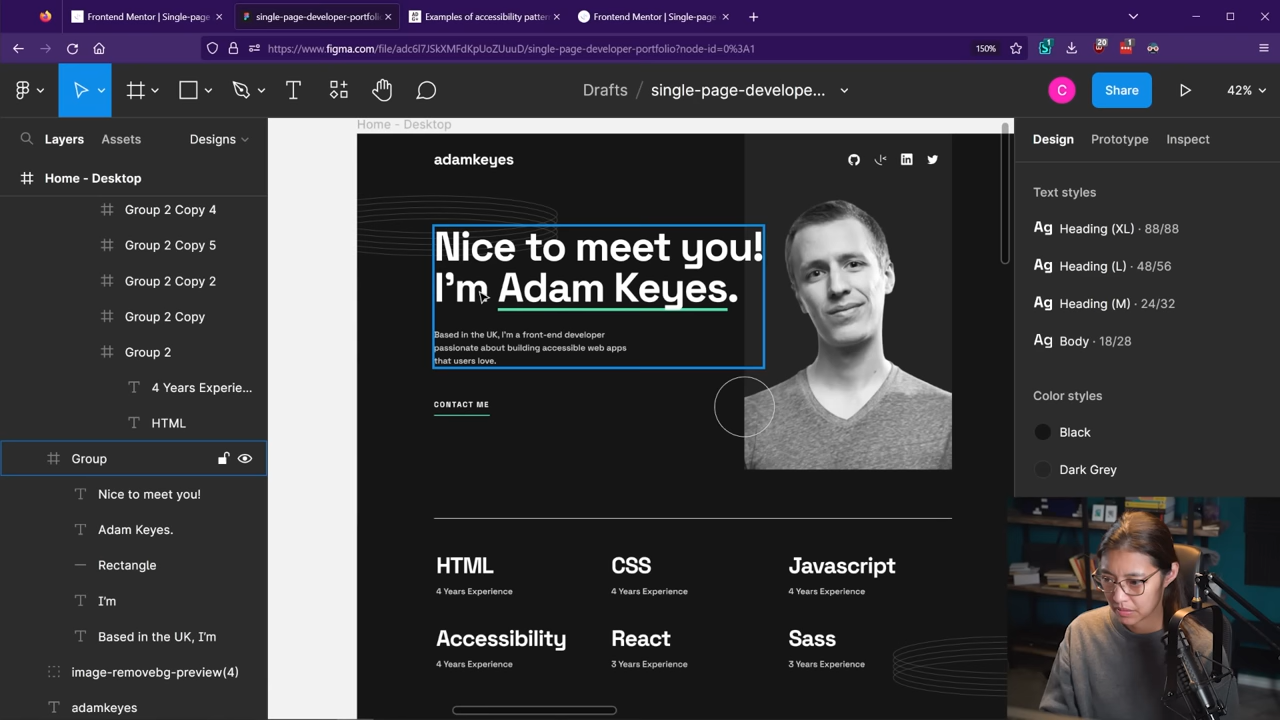 Frontend Mentor | Single-page
single-page-developer-portfoli
Examples of accessibility patter
Frontend Mentor | Single-page
https://www.figma.com/file/adc6I7JSkXMFdKpUoZUuuD/single-page-developer-portfolio?node-id=0%3A1
150%
20
1
Drafts / single-page-develope...
C
Share
42%
Layers
Assets
Designs
Home - Desktop
Group 2 Copy 4
Group 2 Copy 5
Group 2 Copy 2
Group 2 Copy
Group 2
4 Years Experie...
HTML
Group
Nice to meet you!
Adam Keyes.
Rectangle
I'm
Based in the UK, I'm
image-removebg-preview(4)
adamkeyes
Home - Desktop
adamkeyes
Nice to meet you!
I'm Adam Keyes.
Based in the UK, I'm a front-end developer
passionate about building accessible web apps
that users love.
CONTACT ME
HTML
4 Years Experience
CSS
4 Years Experience
Javascript
4 Years Experience
Accessibility
4 Years Experience
React
3 Years Experience
Sass
3 Years Experience
Design
Prototype
Inspect
Text styles
Ag Heading (XL) · 88/88
Ag Heading (L) · 48/56
Ag Heading (M) · 24/32
Ag Body · 18/28
Color styles
Black
Dark Grey